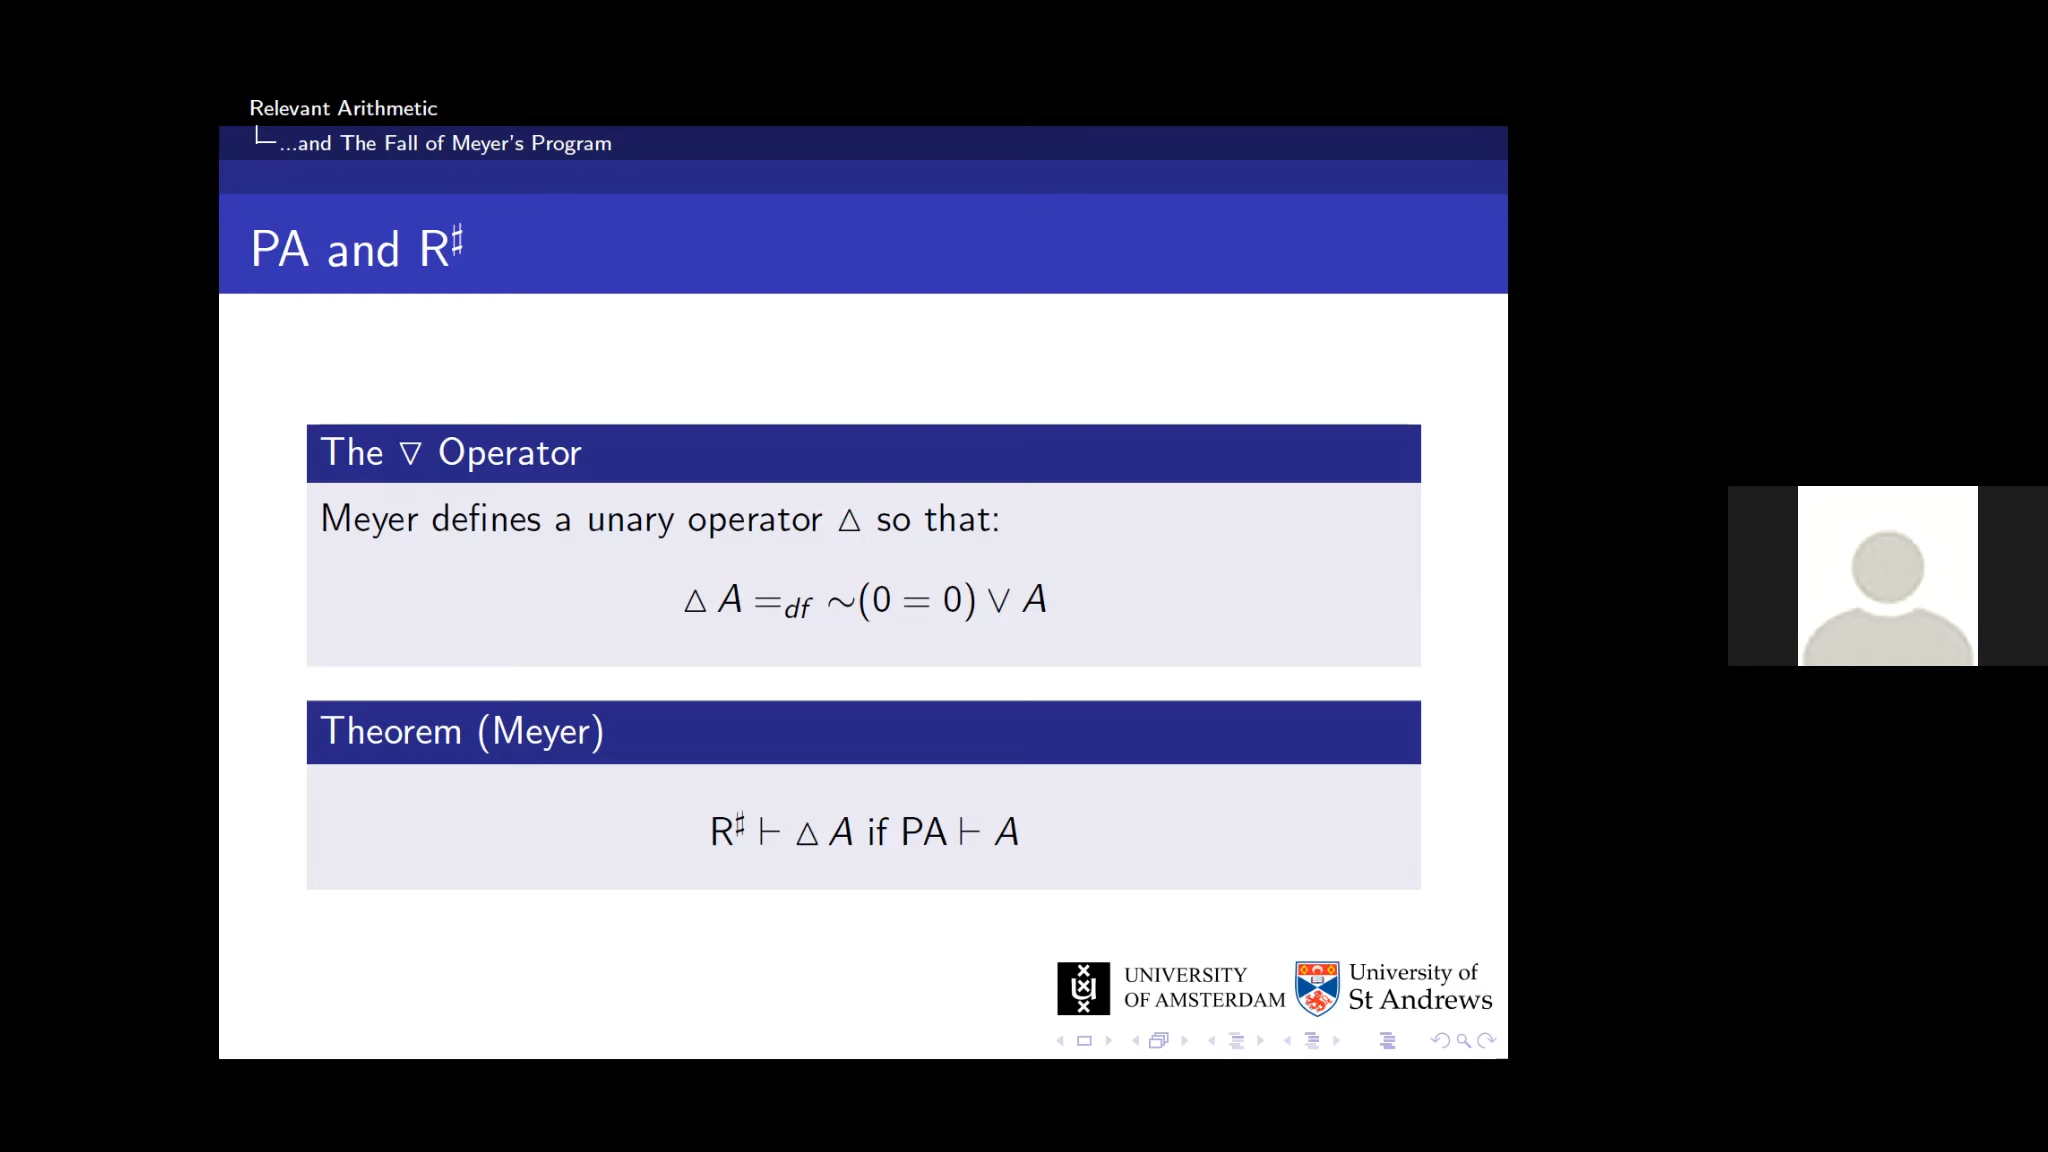 Relevant Arithmetic
...and The Fall of Meyer's Program
PA and R♯
The ▽ Operator
Meyer defines a unary operator △ so that:
△ A =df ∼(0 = 0) ∨ A
Theorem (Meyer)
R♯ ⊢ △ A if PA ⊢ A
UNIVERSITY
OF AMSTERDAM
University of
St Andrews